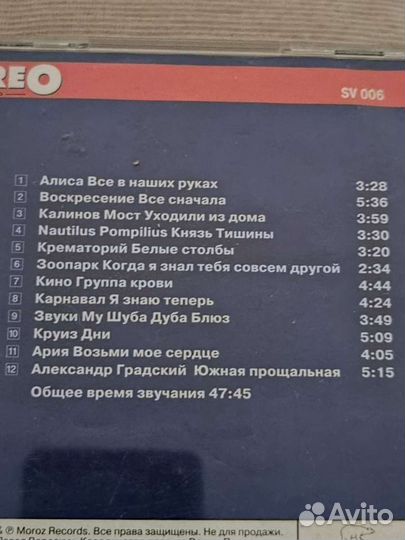 REO
SV 006
1 Алиса Все в наших руках 3:28
2 Воскресение Все сначала 5:36
3 Калинов Мост Уходили из дома 3:59
4 Nautilus Pompilius Князь Тишины 3:30
5 Крематорий Белые столбы 3:20
6 Зоопарк Когда я знал тебя совсем другой 2:34
7 Кино Группа крови 4:44
8 Карнавал Я знаю теперь 4:24
9 Звуки Му Шуба Дуба Блюз 3:49
10 Круиз Дни 5:09
11 Ария Возьми мое сердце 4:05
12 Александр Градский Южная прощальная 5:15
Общее время звучания 47:45
& ℗ Moroz Records. Все права защищены. Не для продажи.
Avito